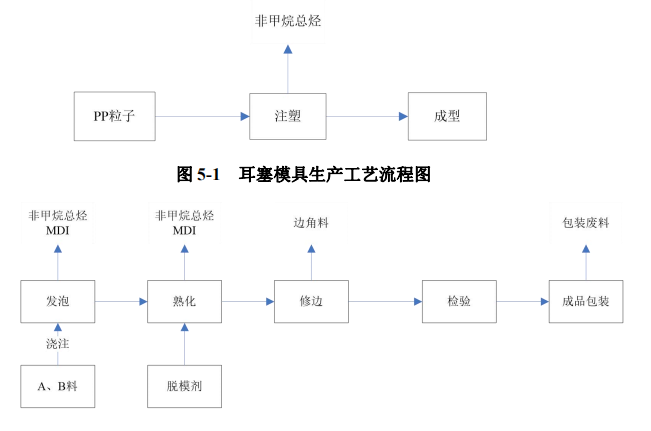 非甲烷总烃
PP粒子
注塑
成型
图 5-1 耳塞模具生产工艺流程图
非甲烷总烃
MDI
非甲烷总烃
MDI
边角料
包装废料
发泡
熟化
修边
检验
成品包装
浇注
A、B料
脱模剂